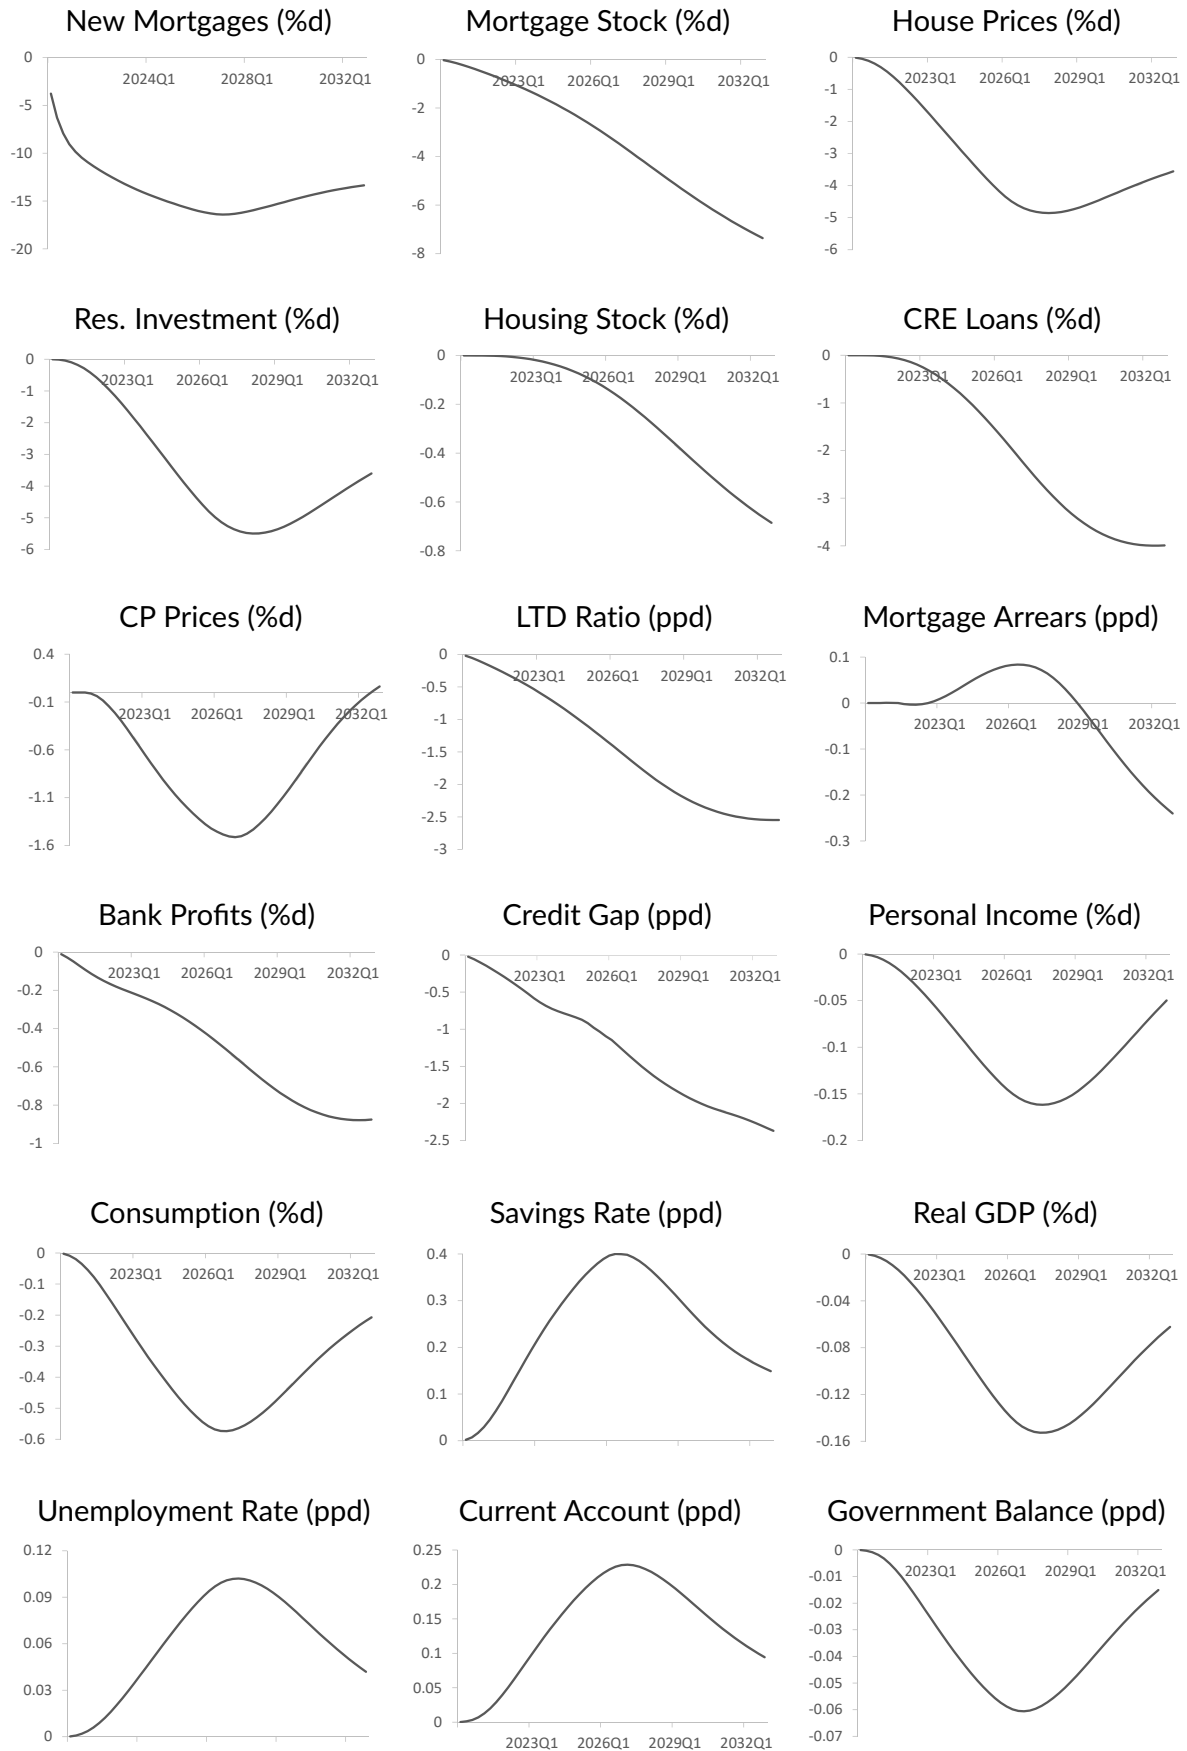 New Mortgages (%d) Mortgage Stock (%d) House Prices (%d)
0 -5 -10 -15 -20 2024Q1 2028Q1 2032Q1
0 -2 -4 -6 -8 2023Q1 2026Q1 2029Q1 2032Q1
0 -1 -2 -3 -4 -5 -6 2023Q1 2026Q1 2029Q1 2032Q1
Res. Investment (%d) Housing Stock (%d) CRE Loans (%d)
0 -1 -2 -3 -4 -5 -6 2023Q1 2026Q1 2029Q1 2032Q1
0 -0.2 -0.4 -0.6 -0.8 2023Q1 2026Q1 2029Q1 2032Q1
0 -1 -2 -3 -4 2023Q1 2026Q1 2029Q1 2032Q1
CP Prices (%d) LTD Ratio (ppd) Mortgage Arrears (ppd)
0.4 -0.1 -0.6 -1.1 -1.6 2023Q1 2026Q1 2029Q1 2032Q1
0 -0.5 -1 -1.5 -2 -2.5 -3 2023Q1 2026Q1 2029Q1 2032Q1
0.1 0 -0.1 -0.2 -0.3 2023Q1 2026Q1 2029Q1 2032Q1
Bank Profits (%d) Credit Gap (ppd) Personal Income (%d)
0 -0.2 -0.4 -0.6 -0.8 -1 2023Q1 2026Q1 2029Q1 2032Q1
0 -0.5 -1 -1.5 -2 -2.5 2023Q1 2026Q1 2029Q1 2032Q1
0 -0.05 -0.1 -0.15 -0.2 2023Q1 2026Q1 2029Q1 2032Q1
Consumption (%d) Savings Rate (ppd) Real GDP (%d)
0 -0.1 -0.2 -0.3 -0.4 -0.5 -0.6 2023Q1 2026Q1 2029Q1 2032Q1
0.4 0.3 0.2 0.1 0
0 -0.04 -0.08 -0.12 -0.16 2023Q1 2026Q1 2029Q1 2032Q1
Unemployment Rate (ppd) Current Account (ppd) Government Balance (ppd)
0.12 0.09 0.06 0.03 0
0.25 0.2 0.15 0.1 0.05 0 2023Q1 2026Q1 2029Q1 2032Q1
0 -0.01 -0.02 -0.03 -0.04 -0.05 -0.06 -0.07 2023Q1 2026Q1 2029Q1 2032Q1